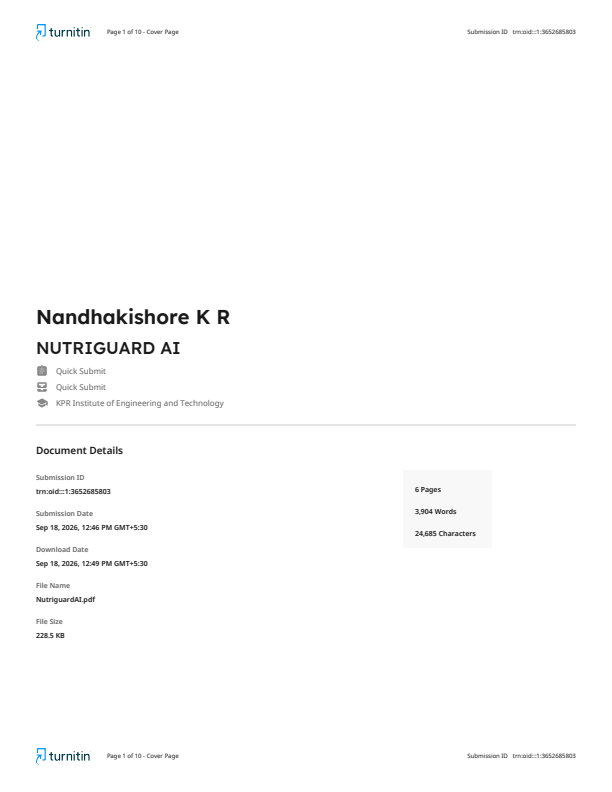 turnitin Page 1 of 10 - Cover Page Submission ID trn:oid:::1:3652685803
Nandhakishore K R
NUTRIGUARD AI
Quick Submit
Quick Submit
KPR Institute of Engineering and Technology
Document Details
Submission ID
trn:oid:::1:3652685803
Submission Date
Sep 18, 2026, 12:46 PM GMT+5:30
Download Date
Sep 18, 2026, 12:49 PM GMT+5:30
File Name
NutriguardAI.pdf
File Size
228.5 KB
6 Pages
3,904 Words
24,685 Characters
turnitin Page 1 of 10 - Cover Page Submission ID trn:oid:::1:3652685803